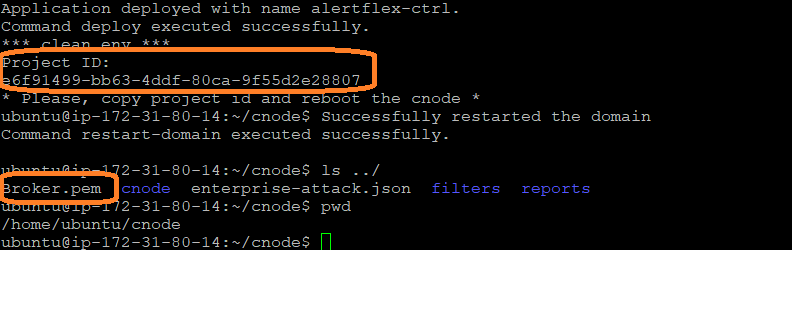 Application deployed with name alertflex-ctrl.
Command deploy executed successfully.
*** clean env ***
Project ID:
e6f91499-bb63-4ddf-80ca-9f55d2e28807
* Please, copy project id and reboot the cnode *
ubuntu@ip-172-31-80-14:~/cnode$ Successfully restarted the domain
Command restart-domain executed successfully.
ubuntu@ip-172-31-80-14:~/cnode$ ls ../
Broker.pem cnode enterprise-attack.json filters reports
ubuntu@ip-172-31-80-14:~/cnode$ pwd
/home/ubuntu/cnode
ubuntu@ip-172-31-80-14:~/cnode$